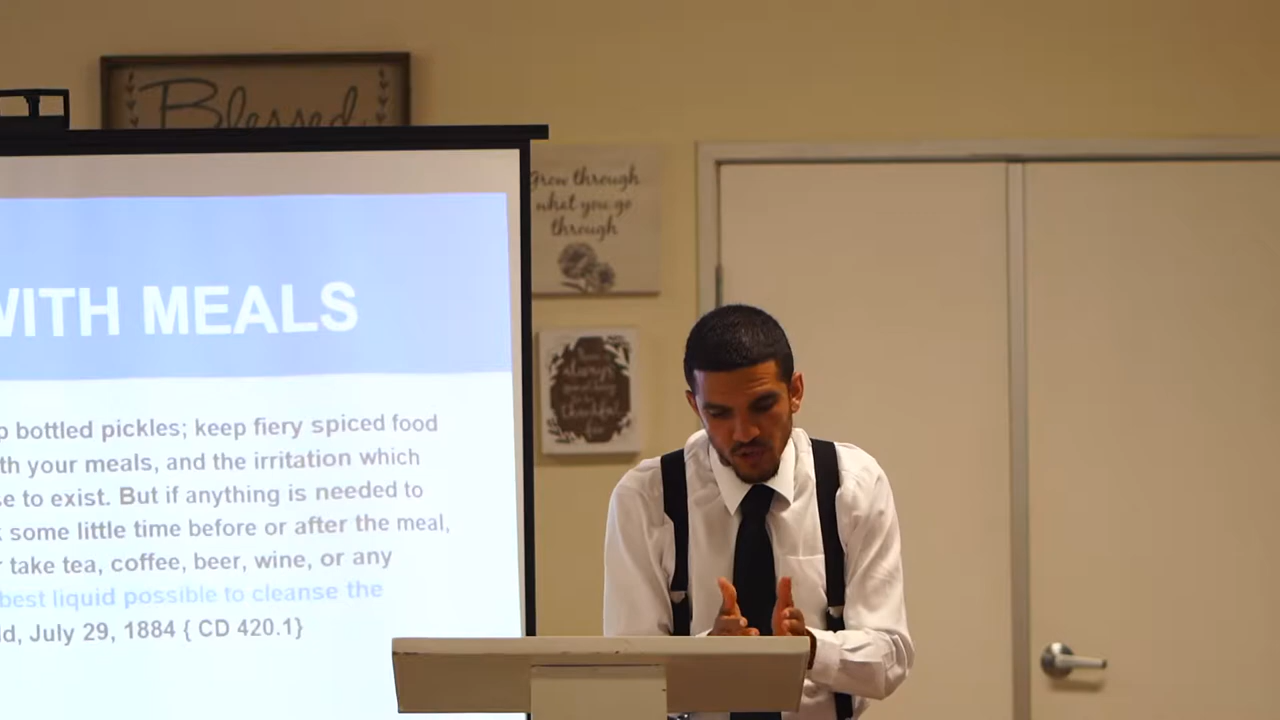 Blessed
Grow through
what you go
through
always
thankful
WITH MEALS
bottled pickles; keep fiery spiced food
your meals, and the irritation which
to exist. But if anything is needed to
some little time before or after the meal,
take tea, coffee, beer, wine, or any
best liquid possible to cleanse the
July 29, 1884 { CD 420.1}